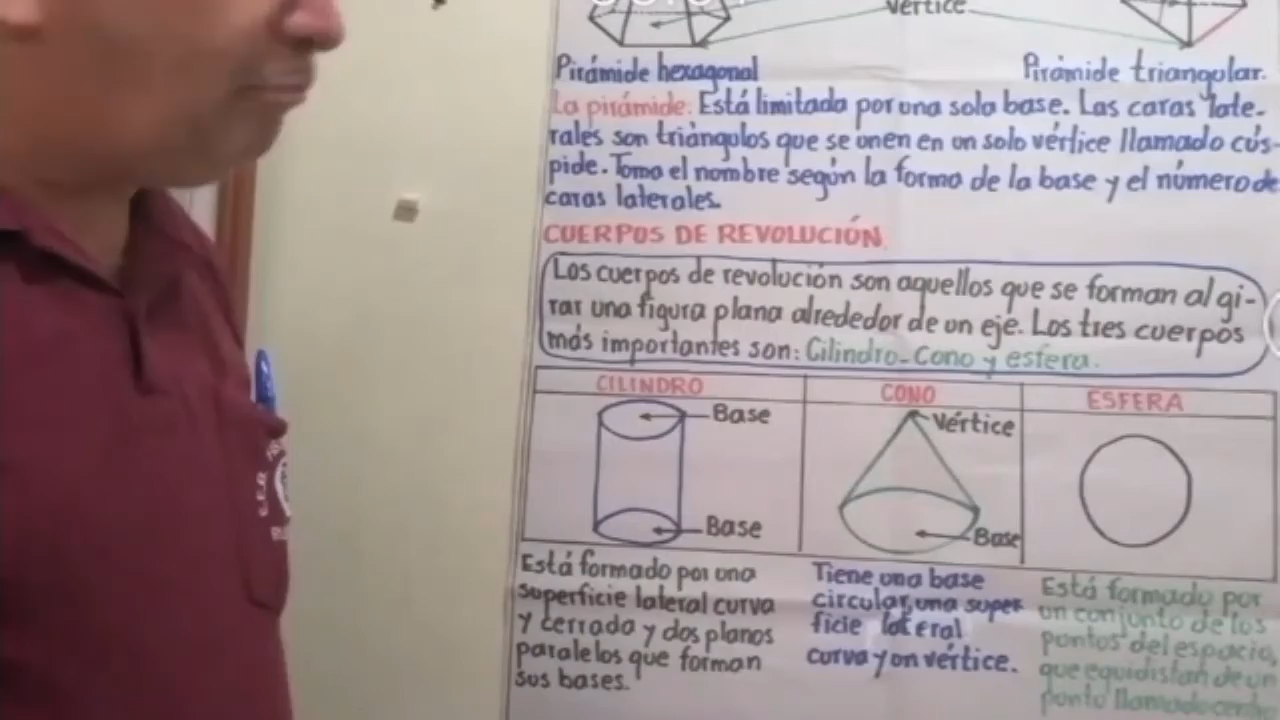 Vértice
Pirámide hexagonal
Pirámide triangular.
La pirámide: Está limitada por una sola base. Las caras late-
rales son triángulos que se unen en un solo vértice llamado cús-
pide. Toma el nombre según la forma de la base y el número de
caras laterales.
CUERPOS DE REVOLUCIÓN
Los cuerpos de revolución son aquellos que se forman al gi-
rar una figura plana alrededor de un eje. Los tres cuerpos
más importantes son: Cilindro-Cono y esfera.
CILINDRO
CONO
ESFERA
Base
Base
Vértice
Base
Está formado por una
superficie lateral curva
y cerrada y dos planos
paralelos que forman
sus bases.
Tiene una base
circular, una super
ficie lateral
curva y un vértice.
Está formado por
un conjunto de los
puntos del espacio,
que equidistan de un
punto llamado centro